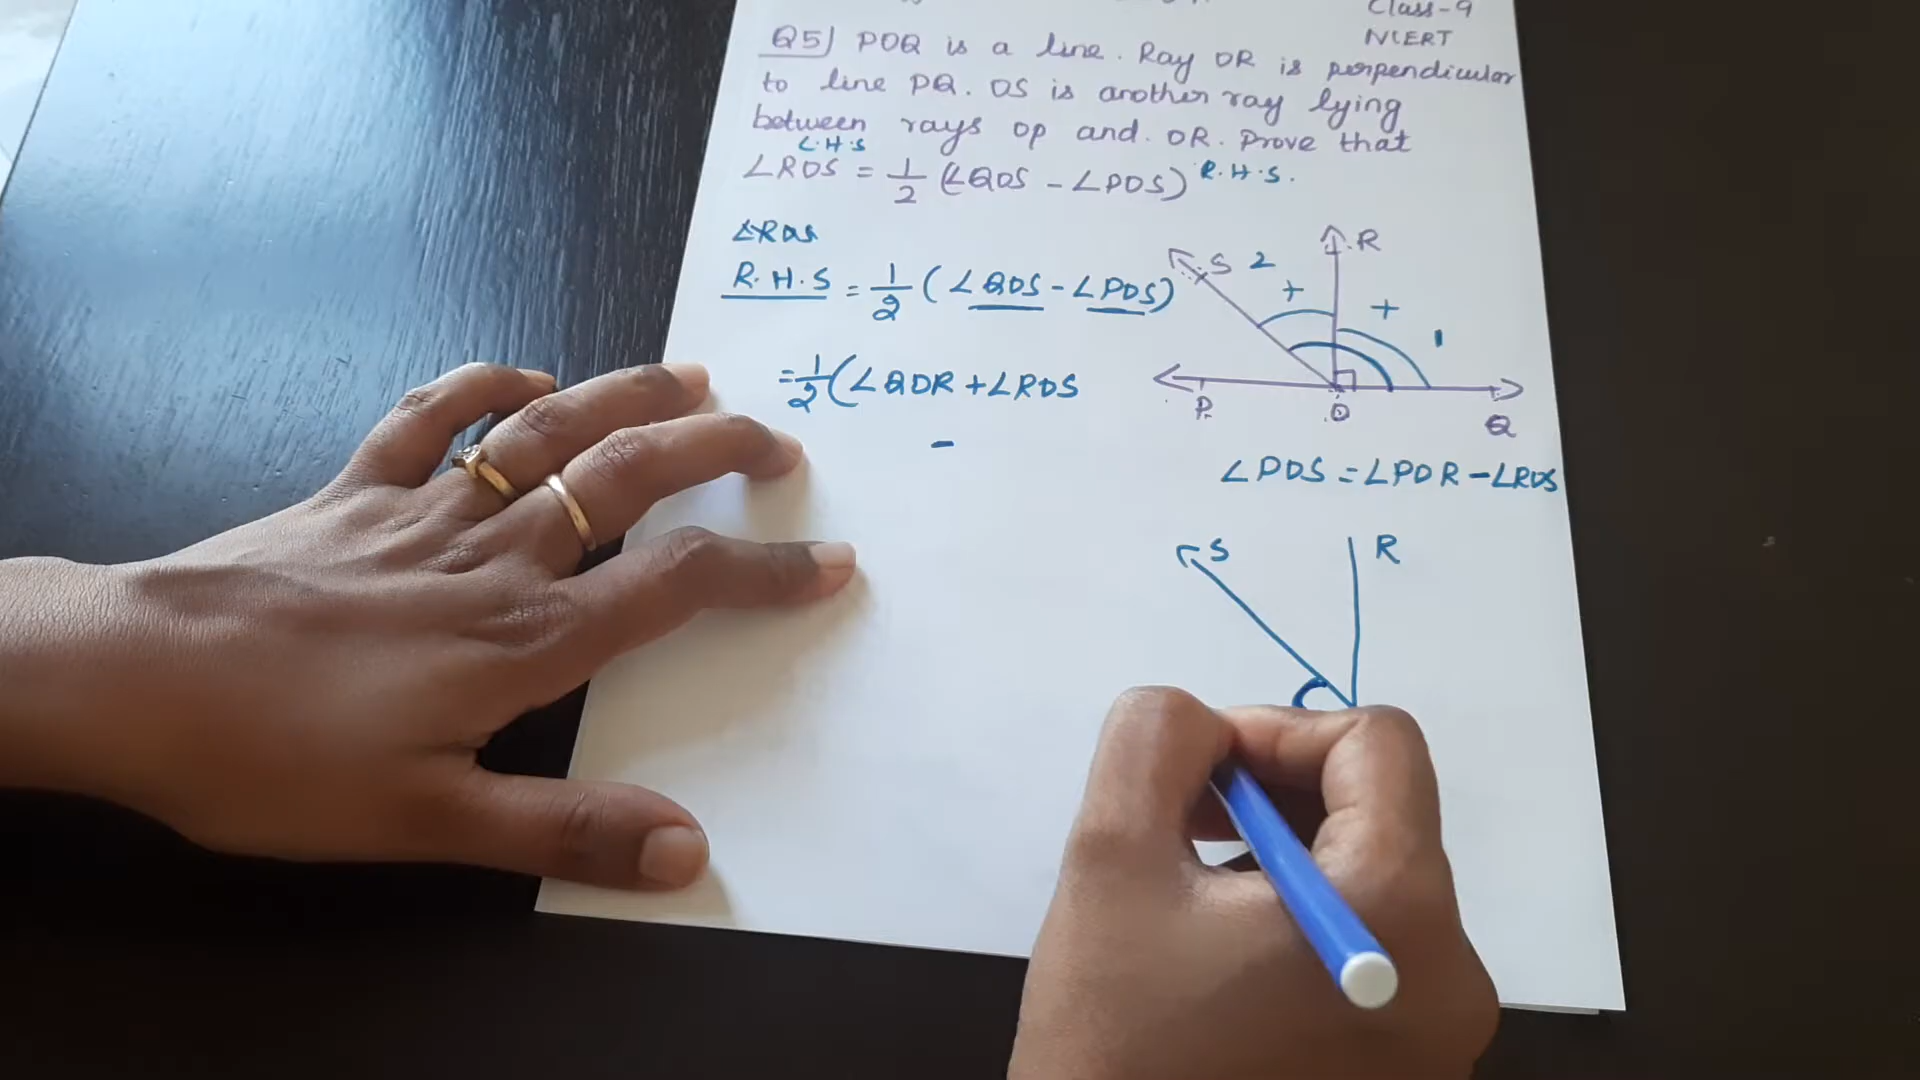 Class-9
NCERT
Q5) POQ is a line. Ray OR is perpendicular
to line PQ. OS is another ray lying
between rays op and. OR. Prove that
L.H.S
∠ROS = 1/2 (∠QOS - ∠POS) R.H.S.
R.H.S = 1/2 (∠QOS - ∠POS)
= 1/2 (∠QOR + ∠ROS
-
S 2 R
+ + 1
P O Q
∠POS = ∠POR - ∠ROS
S R